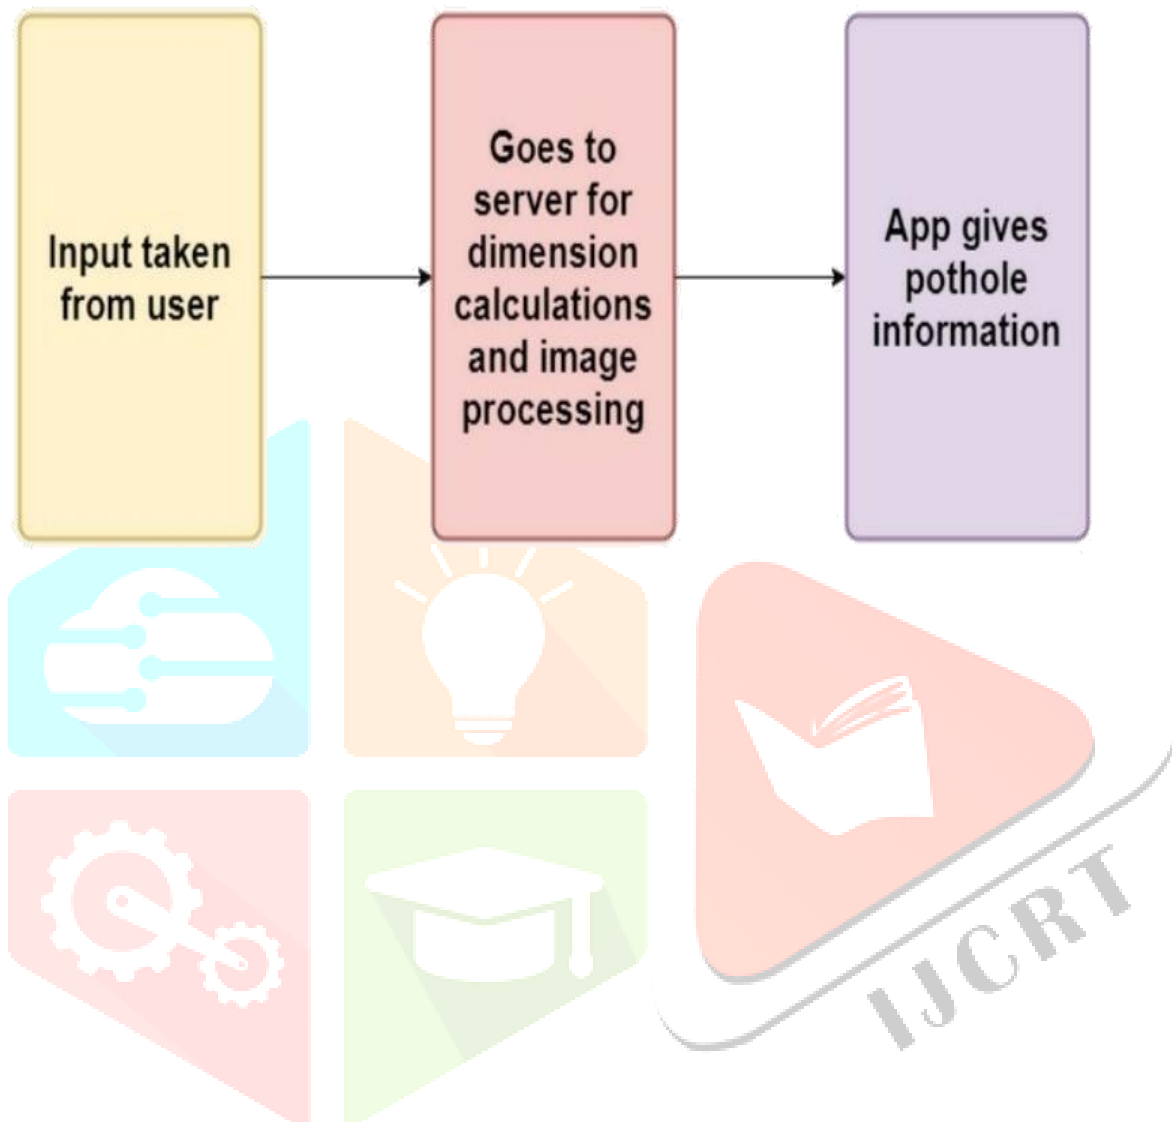 Input taken
from user
Goes to
server for
dimension
calculations
and image
processing
App gives
pothole
information
IJCRT